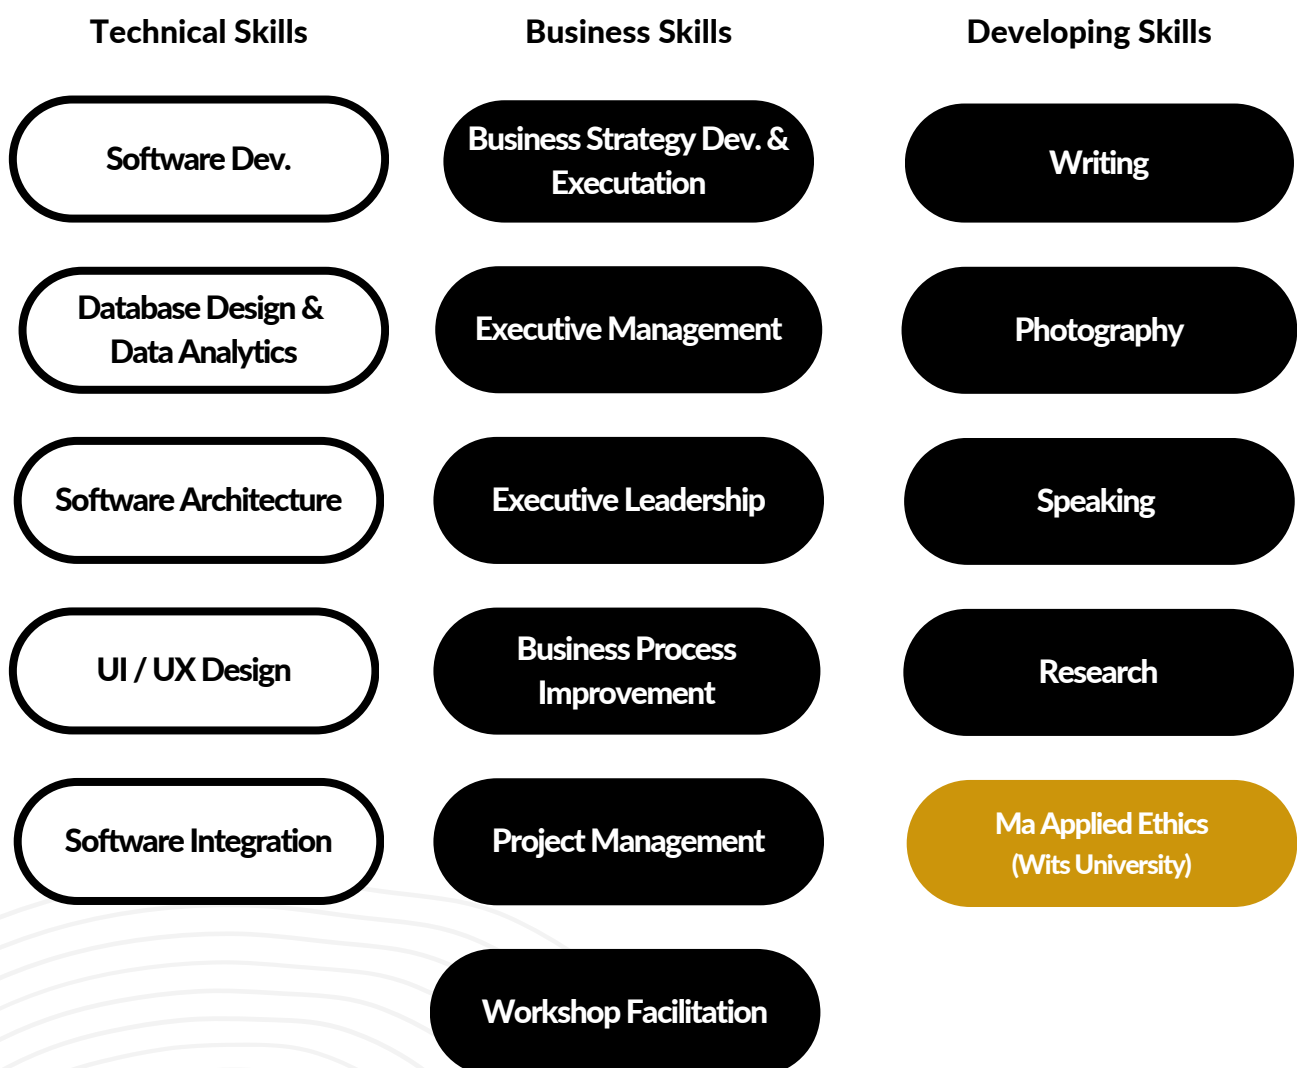 Technical Skills
Software Dev.
Database Design &
Data Analytics
Software Architecture
UI / UX Design
Software Integration
Business Skills
Business Strategy Dev. &
Executation
Executive Management
Executive Leadership
Business Process
Improvement
Project Management
Workshop Facilitation
Developing Skills
Writing
Photography
Speaking
Research
Ma Applied Ethics
(Wits University)